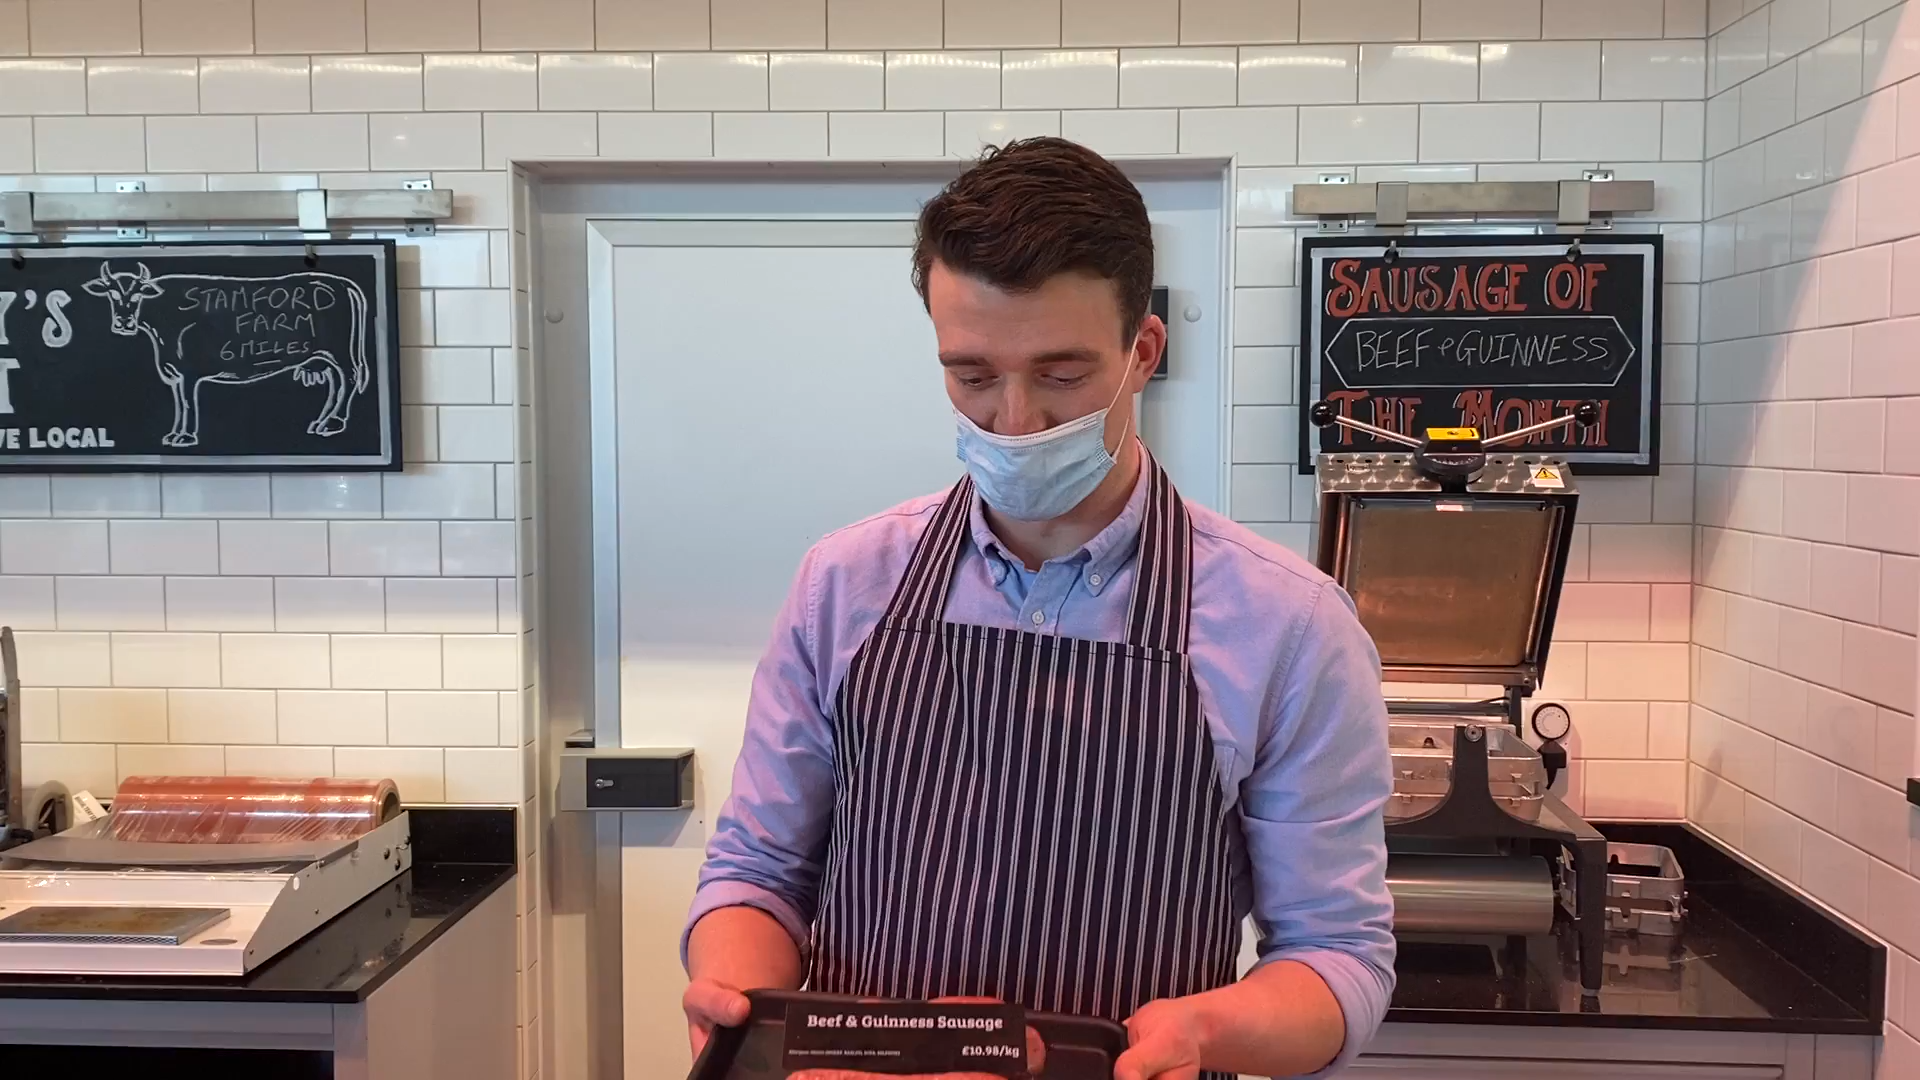 Y'S
T
VE LOCAL
STAMFORD
FARM
6 MILES
SAUSAGE OF
BEEF & GUINNESS
THE MONTH
Beef & Guinness Sausage
£10.98/kg